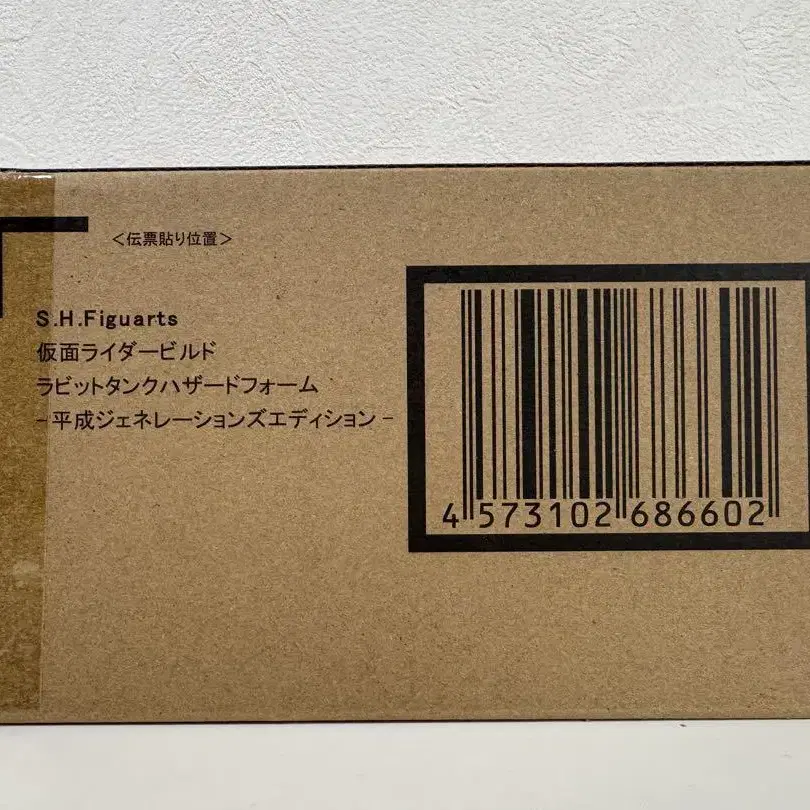 <伝票貼り位置>
S.H.Figuarts
仮面ライダービルド
ラビットタンクハザードフォーム
-平成ジェネレーションズエディション-
4 573102 686602